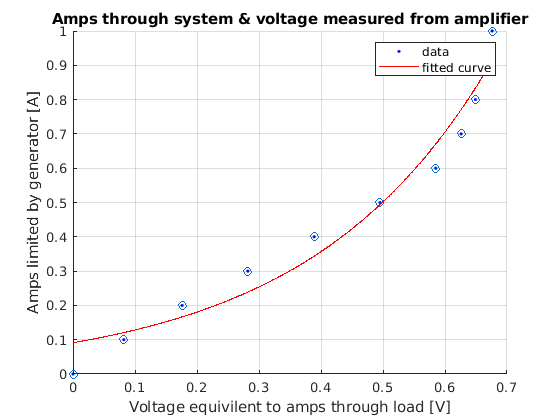 Amps through system & voltage measured from amplifier
data
fitted curve
Amps limited by generator [A]
1
0.9
0.8
0.7
0.6
0.5
0.4
0.3
0.2
0.1
0
0 0.1 0.2 0.3 0.4 0.5 0.6 0.7
Voltage equivilent to amps through load [V]